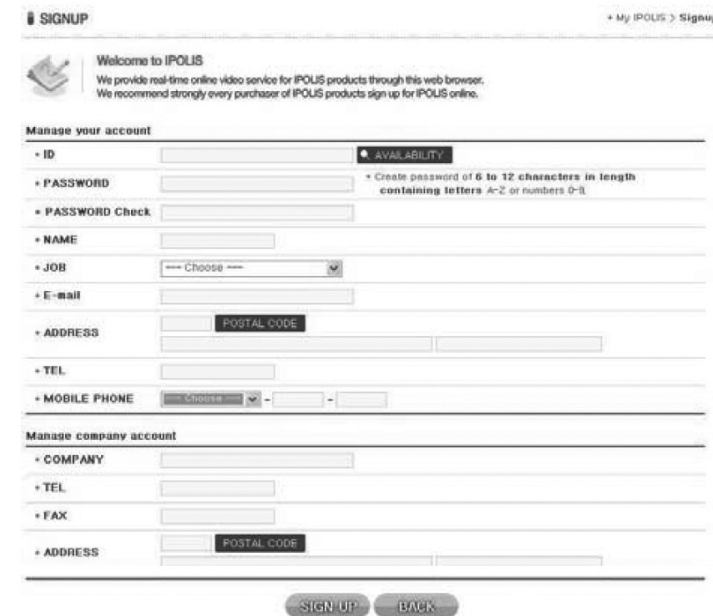 SIGNUP
+ My IPOLIS > Signup
Welcome to IPOLIS
We provide real-time online video service for IPOLIS products through this web browser.
We recommend strongly every purchaser of IPOLIS products sign up for IPOLIS online.
Manage your account
ID
AVAILABILITY
PASSWORD
Create password of 6 to 12 characters in length
containing letters A-Z or numbers 0-9.
PASSWORD Check
NAME
JOB
--- Choose ---
E-mail
ADDRESS
POSTAL CODE
TEL
MOBILE PHONE
--- Choose ---
-
-
Manage company account
COMPANY
TEL
FAX
ADDRESS
POSTAL CODE
SIGN UP
BACK